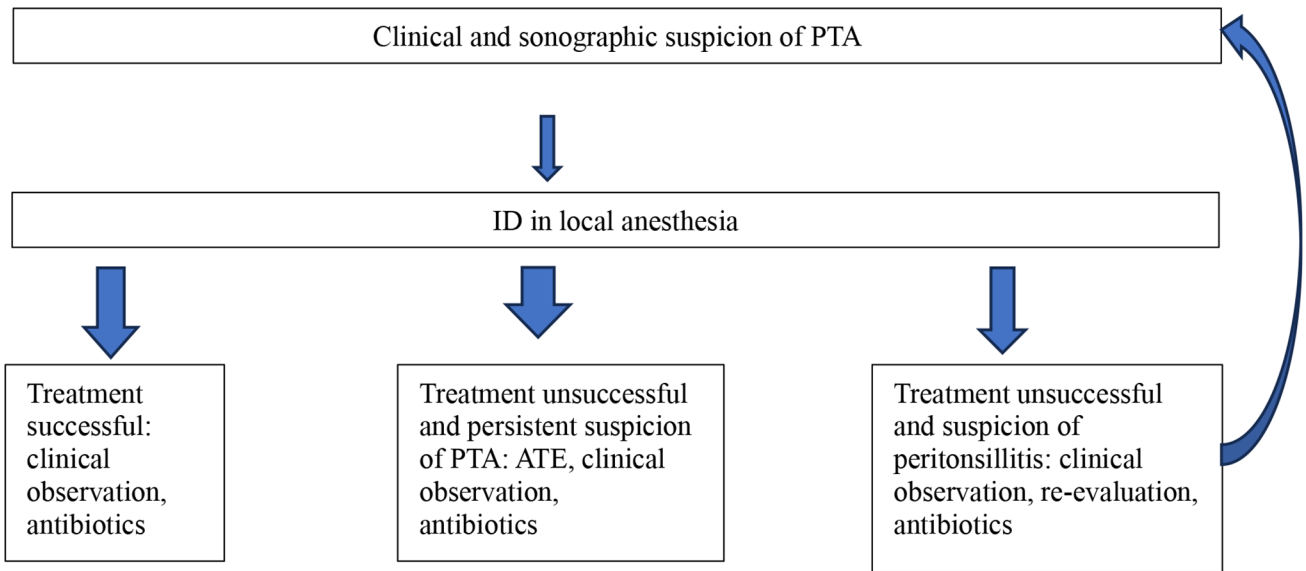 Clinical and sonographic suspicion of PTA
ID in local anesthesia
Treatment
successful:
clinical
observation,
antibiotics
Treatment unsuccessful
and persistent suspicion
of PTA: ATE, clinical
observation,
antibiotics
Treatment unsuccessful
and suspicion of
peritonsillitis: clinical
observation, re-evaluation,
antibiotics